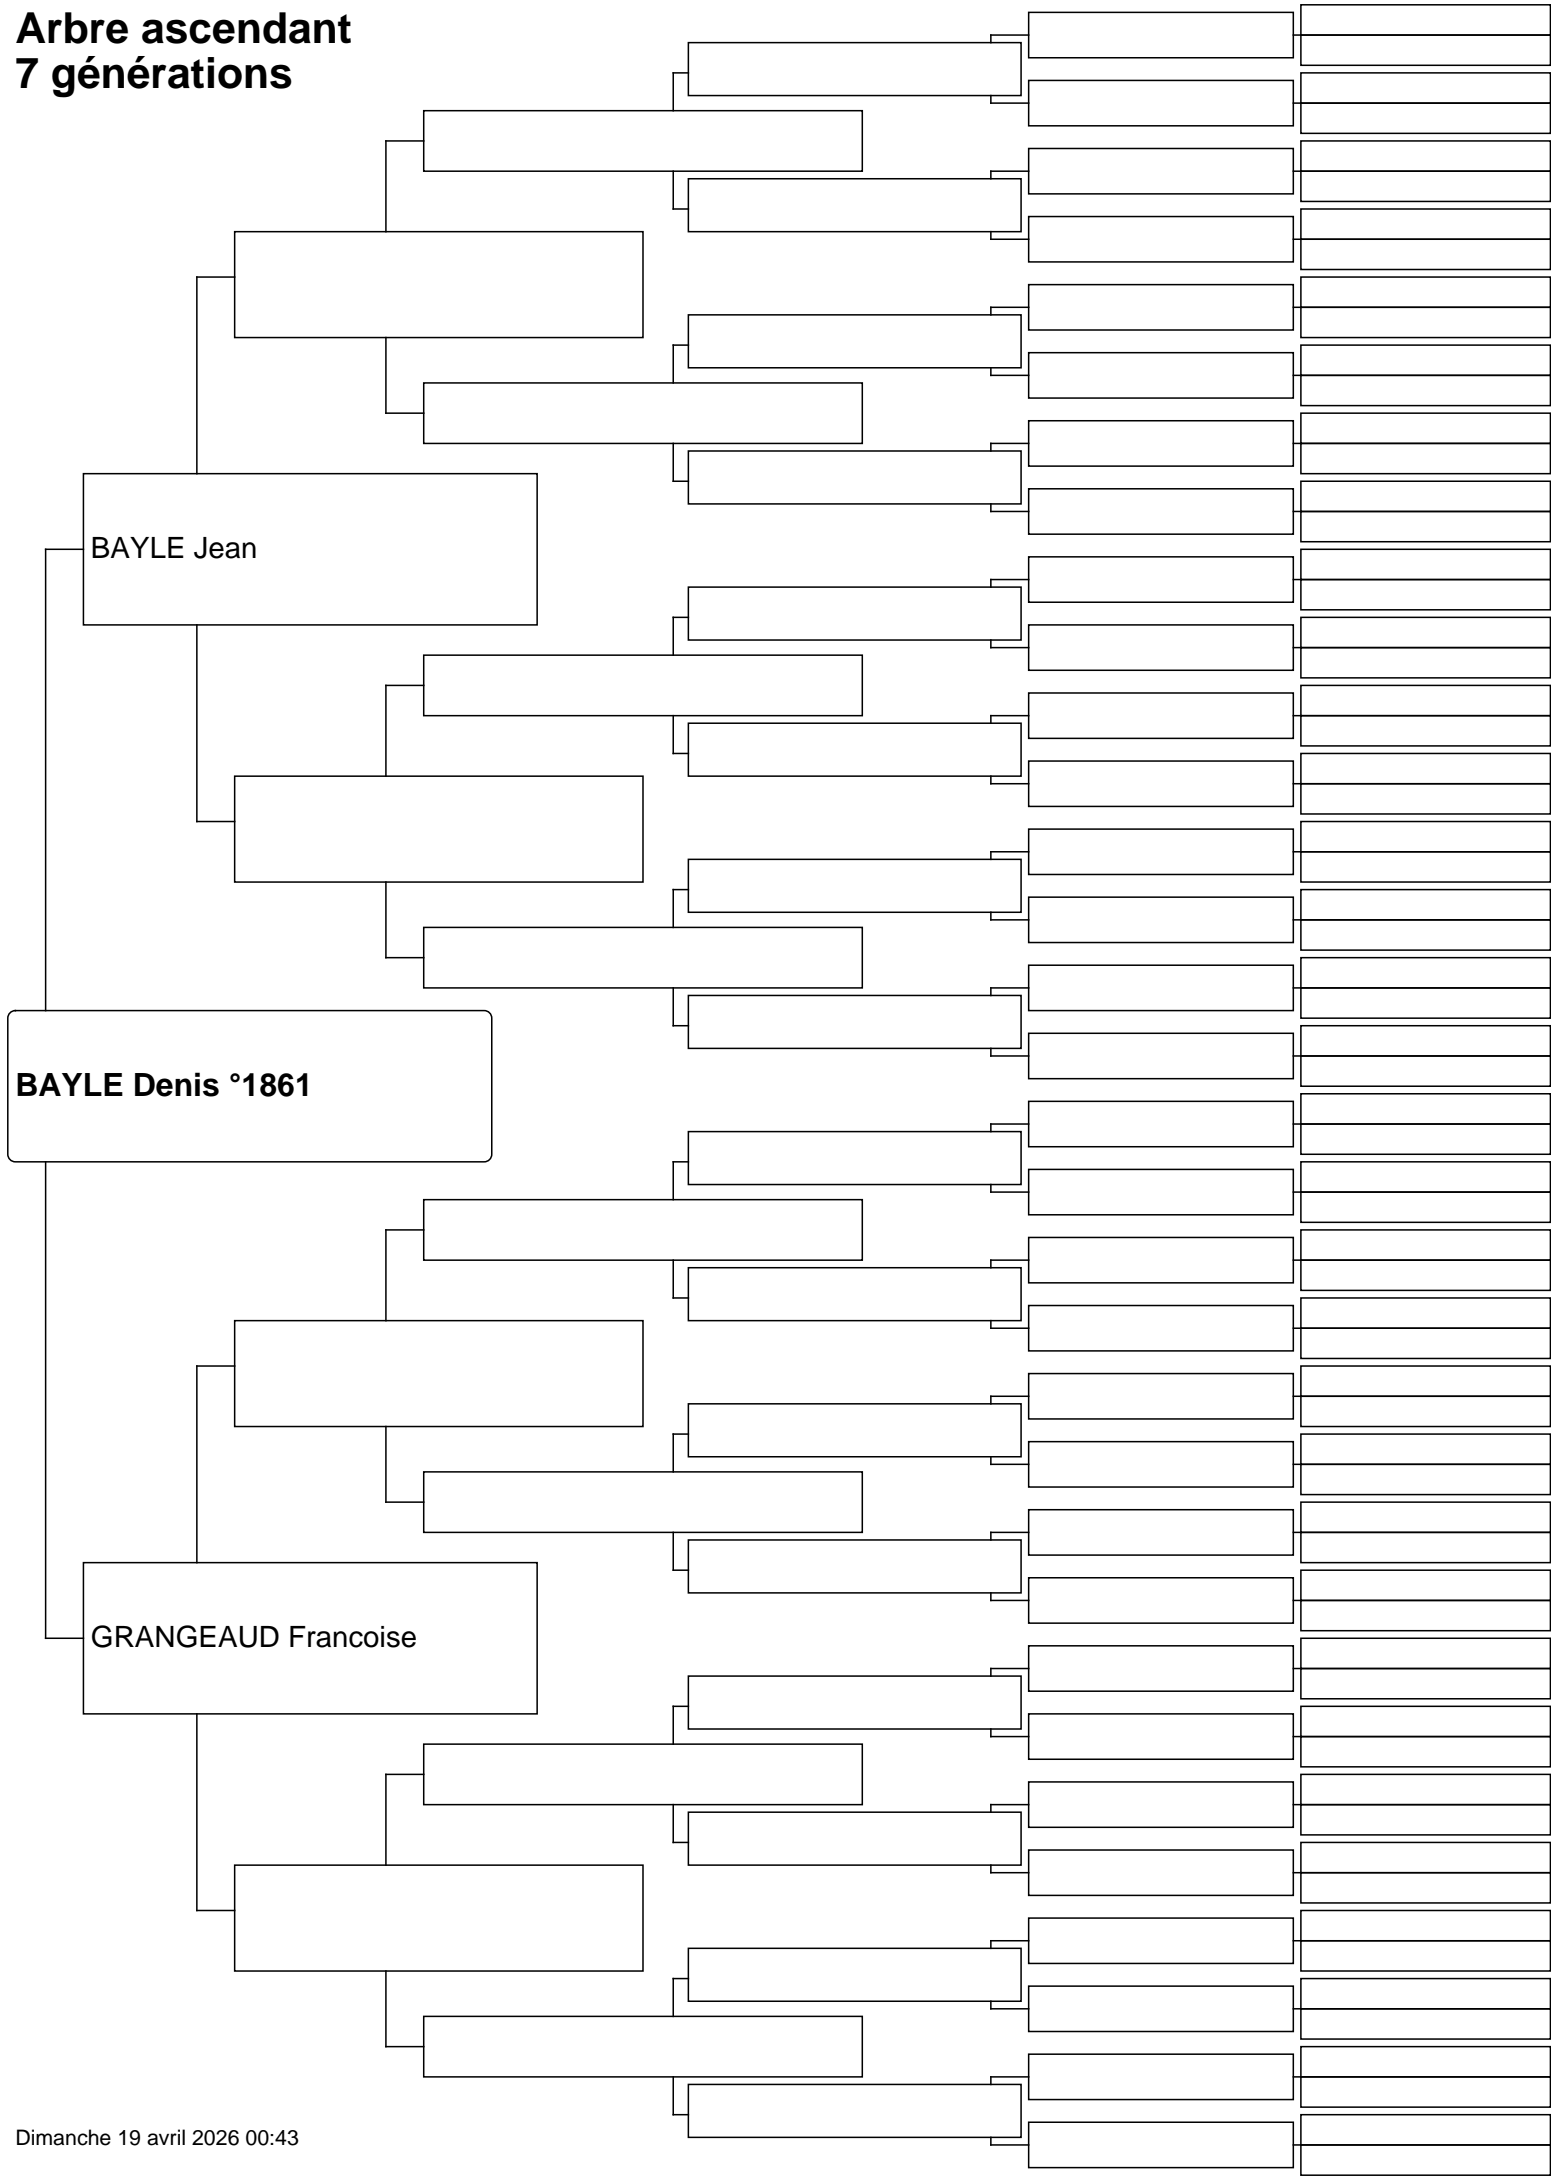 Arbre ascendant
7 générations
BAYLE Jean
BAYLE Denis °1861
GRANGEAUD Francoise
Dimanche 19 avril 2026 00:43